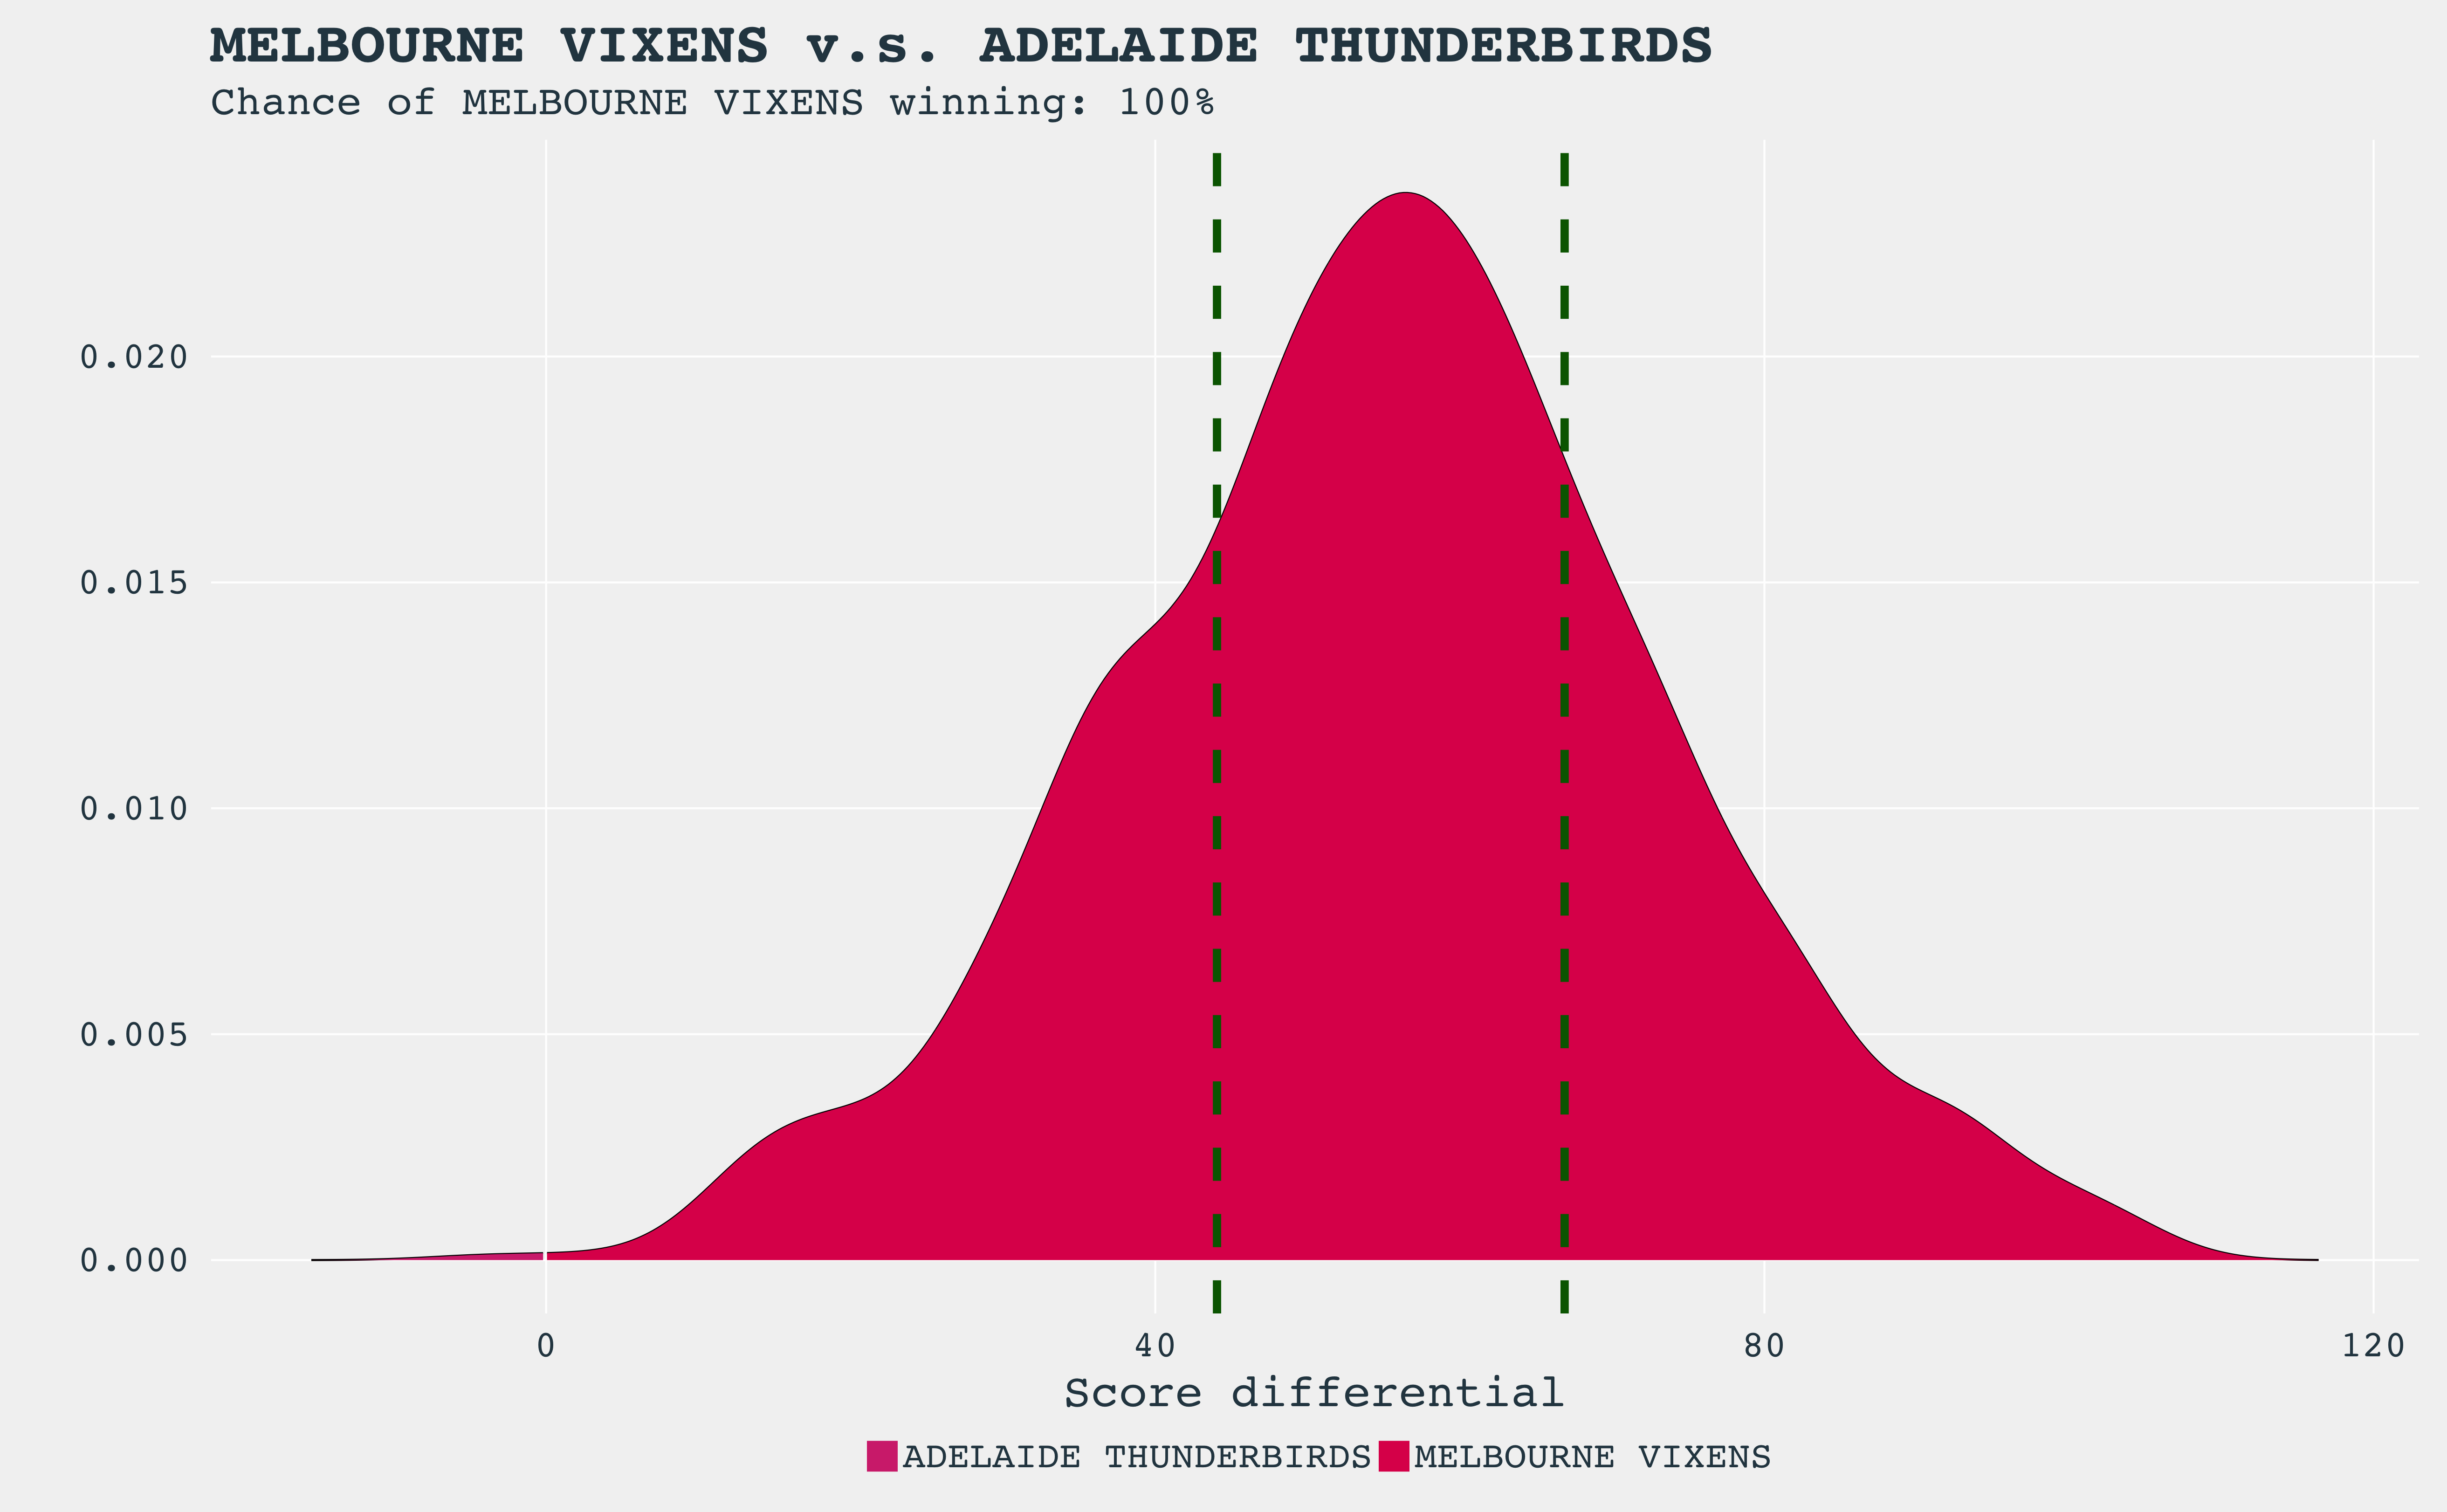 MELBOURNE VIXENS v.s. ADELAIDE THUNDERBIRDS
Chance of MELBOURNE VIXENS winning: 100%
0.020
0.015
0.010
0.005
0.000
0 40 80 120
Score differential
ADELAIDE THUNDERBIRDS MELBOURNE VIXENS